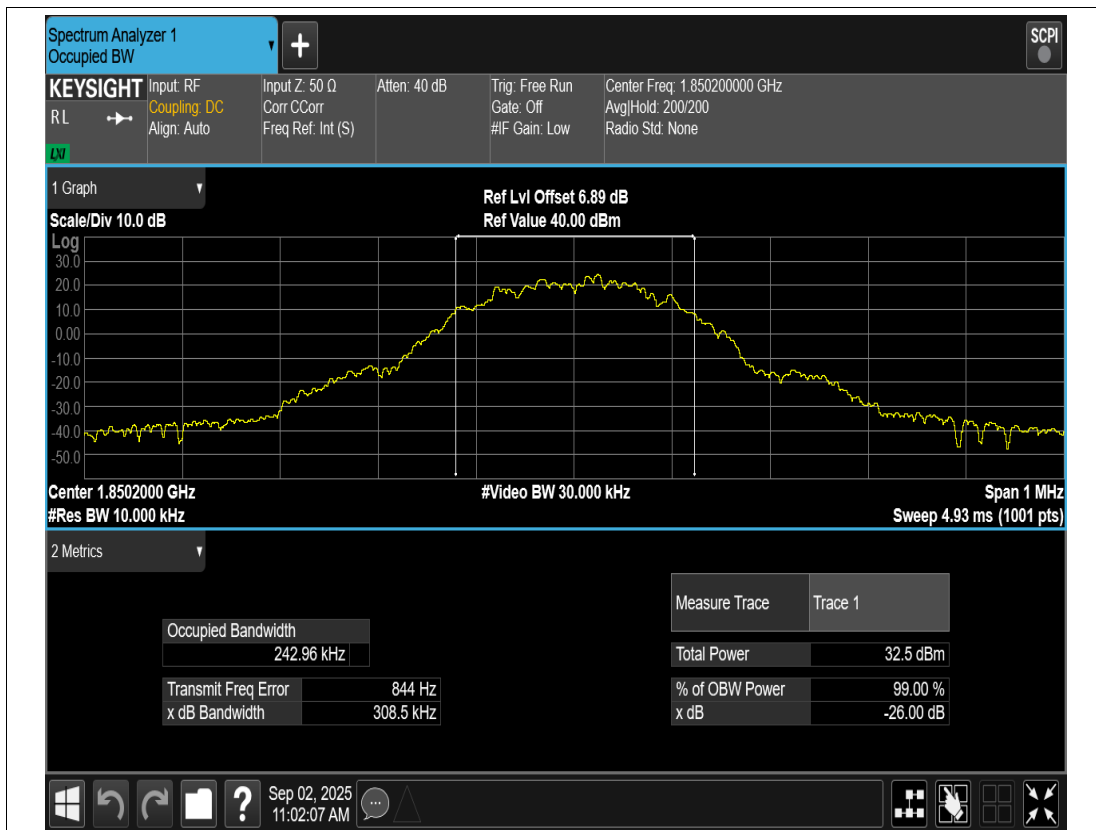 Spectrum Analyzer 1
Occupied BW
+
SCPI
KEYSIGHT
RL
LXI
Input: RF
Coupling: DC
Align: Auto
Input Z: 50 Ω
Corr CCorr
Freq Ref: Int (S)
Atten: 40 dB
Trig: Free Run
Gate: Off
#IF Gain: Low
Center Freq: 1.850200000 GHz
Avg|Hold: 200/200
Radio Std: None
1 Graph
Scale/Div 10.0 dB
Ref Lvl Offset 6.89 dB
Ref Value 40.00 dBm
Log
30.0
20.0
10.0
0.00
-10.0
-20.0
-30.0
-40.0
-50.0
Center 1.8502000 GHz
#Res BW 10.000 kHz
#Video BW 30.000 kHz
Span 1 MHz
Sweep 4.93 ms (1001 pts)
2 Metrics
Occupied Bandwidth
242.96 kHz
Transmit Freq Error 844 Hz
x dB Bandwidth 308.5 kHz
Measure Trace Trace 1
Total Power 32.5 dBm
% of OBW Power 99.00 %
x dB -26.00 dB
?
Sep 02, 2025
11:02:07 AM